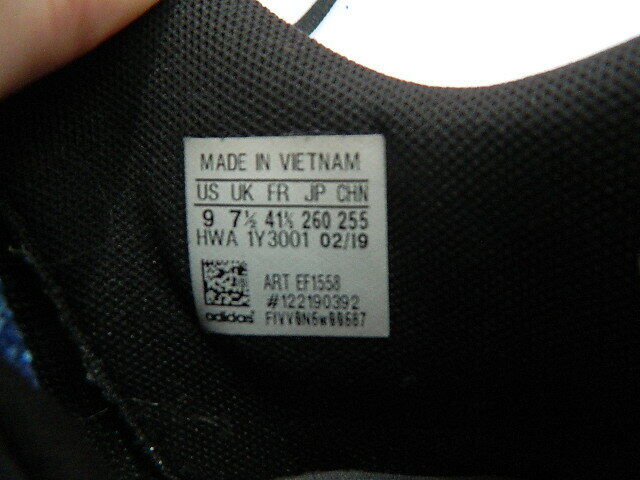 MADE IN VIETNAM
US UK FR JP CHN
9 7½ 41⅓ 260 255
HWA 1Y3001 02/19
ART EF1558
#122190392
adidas